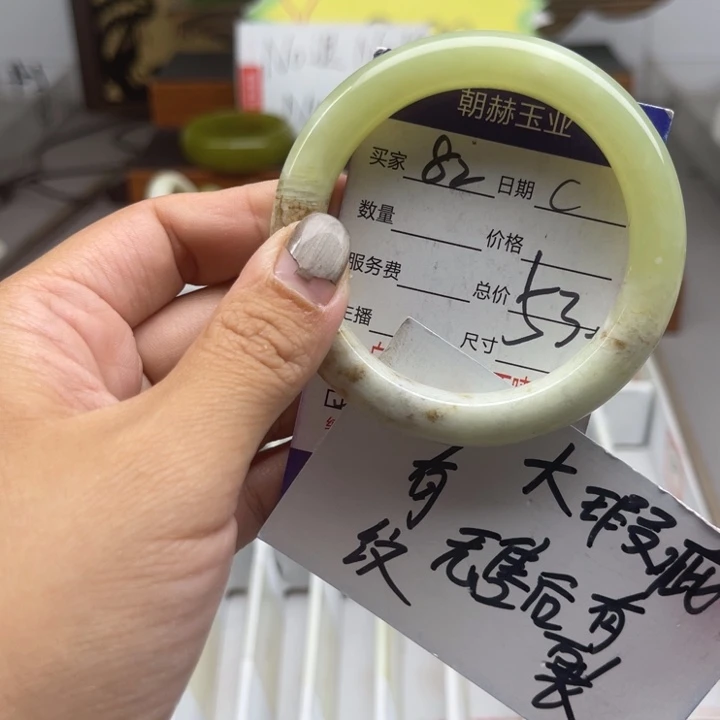 朝赫玉业
买家 82 日期 C
数量 价格
服务费 总价
主播 尺寸 53
有 大瑕疵
纹 无售后有
裂